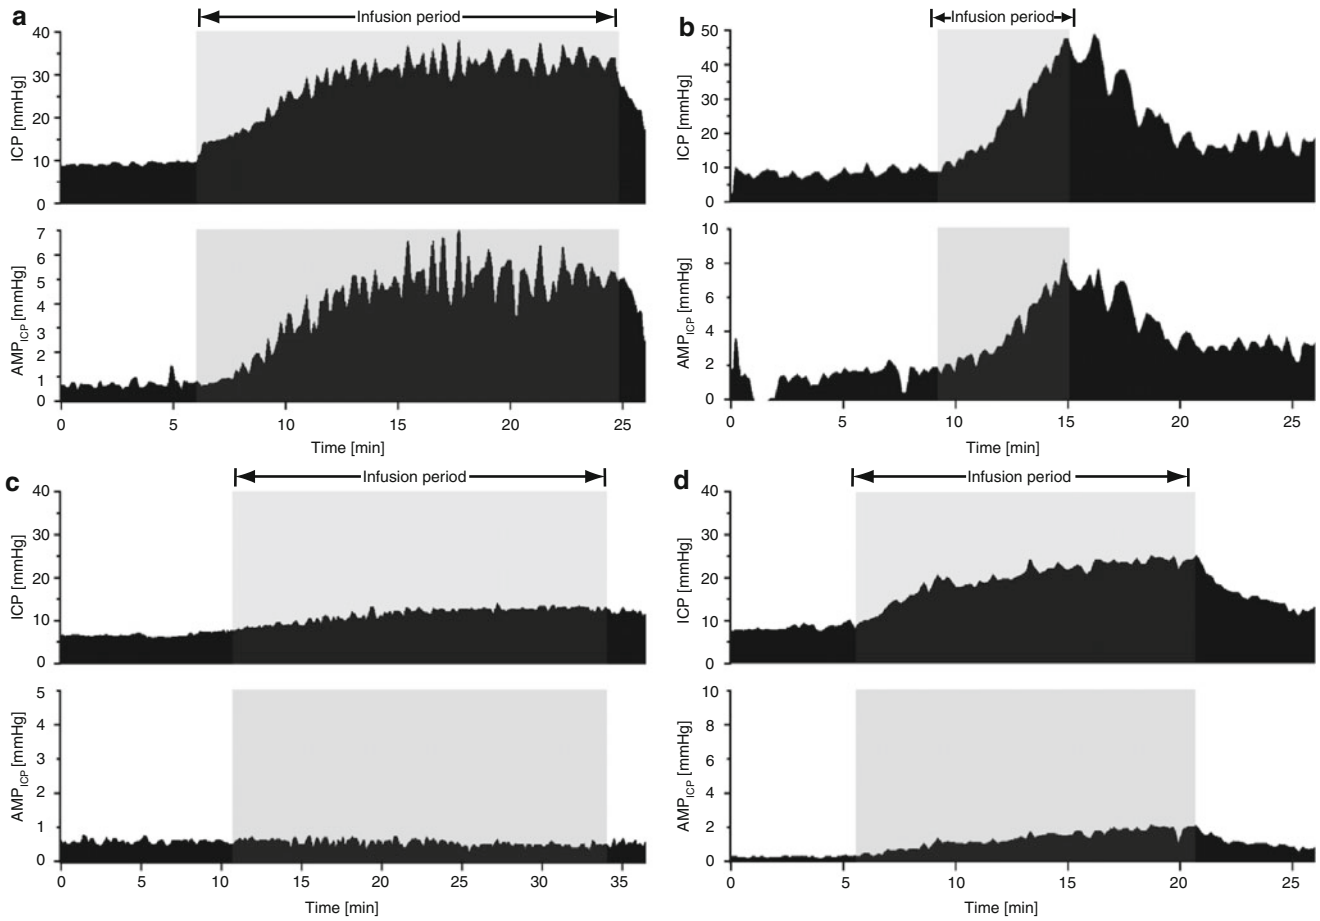 a
Infusion period
ICP [mmHg]
40
30
20
10
0
AMP_ICP [mmHg]
7
6
5
4
3
2
1
0
0 5 10 15 20 25
Time [min]
b
Infusion period
ICP [mmHg]
50
40
30
20
10
0
AMP_ICP [mmHg]
10
8
6
4
2
0
0 5 10 15 20 25
Time [min]
c
Infusion period
ICP [mmHg]
40
30
20
10
0
AMP_ICP [mmHg]
5
4
3
2
1
0
0 5 10 15 20 25 30 35
Time [min]
d
Infusion period
ICP [mmHg]
40
30
20
10
0
AMP_ICP [mmHg]
10
8
6
4
2
0
0 5 10 15 20 25
Time [min]